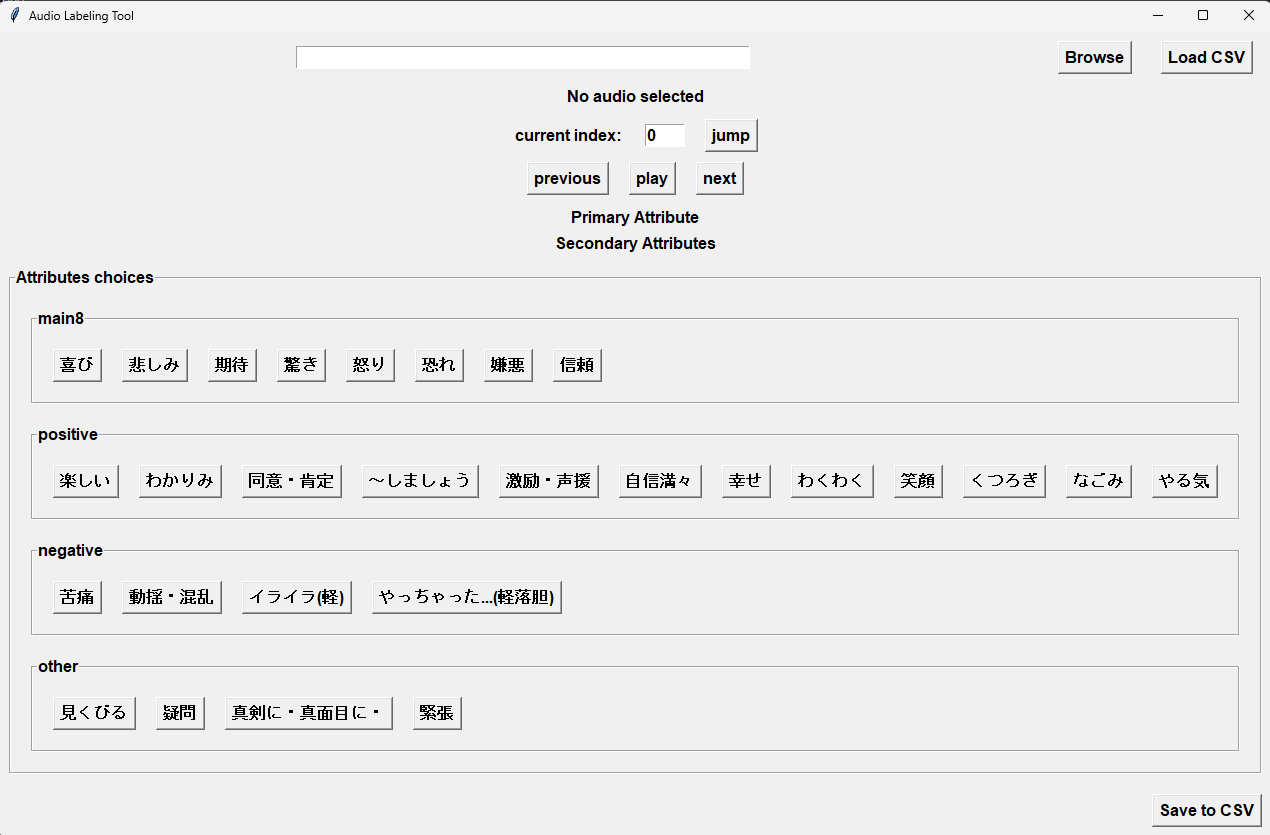 Audio Labeling Tool
Browse Load CSV
No audio selected
current index: 0 jump
previous play next
Primary Attribute
Secondary Attributes
Attributes choices
main8
喜び 悲しみ 期待 驚き 怒り 恐れ 嫌悪 信頼
positive
楽しい わかりみ 同意・肯定 ～しましょう 激励・声援 自信満々 幸せ わくわく 笑顔 くつろぎ なごみ やる気
negative
苦痛 動揺・混乱 イライラ(軽) やっちゃった...(軽落胆)
other
見くびる 疑問 真剣に・真面目に・ 緊張
Save to CSV